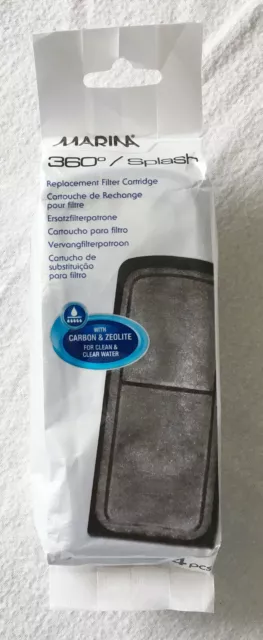 MARINA
360° / Splash
Replacement Filter Cartridge
Cartouche de Rechange
pour filtre
Ersatzfilterpatrone
Cartucho para filtro
Vervangfilterpatroon
Cartucho de
substituição
para filtro
WITH
CARBON & ZEOLITE
FOR CLEAN &
CLEAR WATER
4 pcs